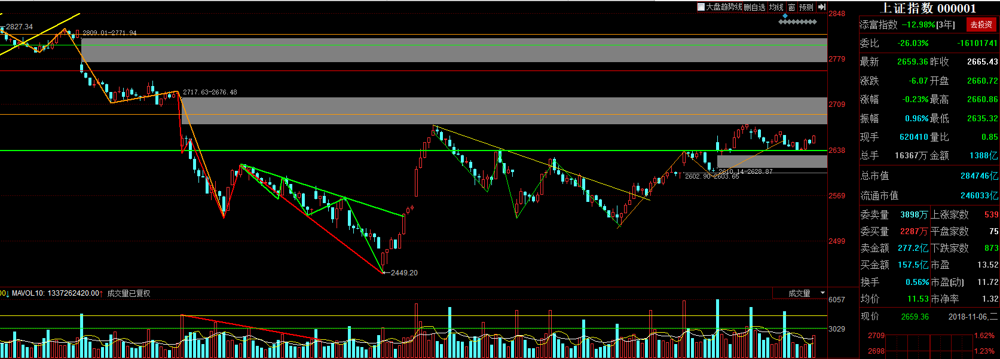 大盘趋势线 删自选 均线 窗 预测
2827.34
2809.01-2771.94
2717.63-2676.48
2610.14-2628.87
2602.90-2603.65
2449.20
2848
2779
2709
2638
2569
2499
00↓ MAVOL10: 1337262420.00↑ 成交量已复权
成交量
6057
3029
上证指数 000001
添富指数 -12.98%[3年] 去投资
委比 -26.03% -16101741
最新 2659.36 昨收 2665.43
涨跌 -6.07 开盘 2660.72
涨幅 -0.23% 最高 2660.86
振幅 0.96% 最低 2635.32
现手 620410 量比 0.85
总手 16367万 金额 1388亿
总市值 284746亿
流通市值 246033亿
委卖量 3898万 上涨家数 539
委买量 2287万 平盘家数 75
卖金额 277.2亿 下跌家数 873
买金额 157.5亿 市盈 13.52
换手 0.56% 市盈(动) 11.72
均价 11.53 市净率 1.32
现价 2659.36 2018-11-06,二
2709 1.62%
2698 1.23%